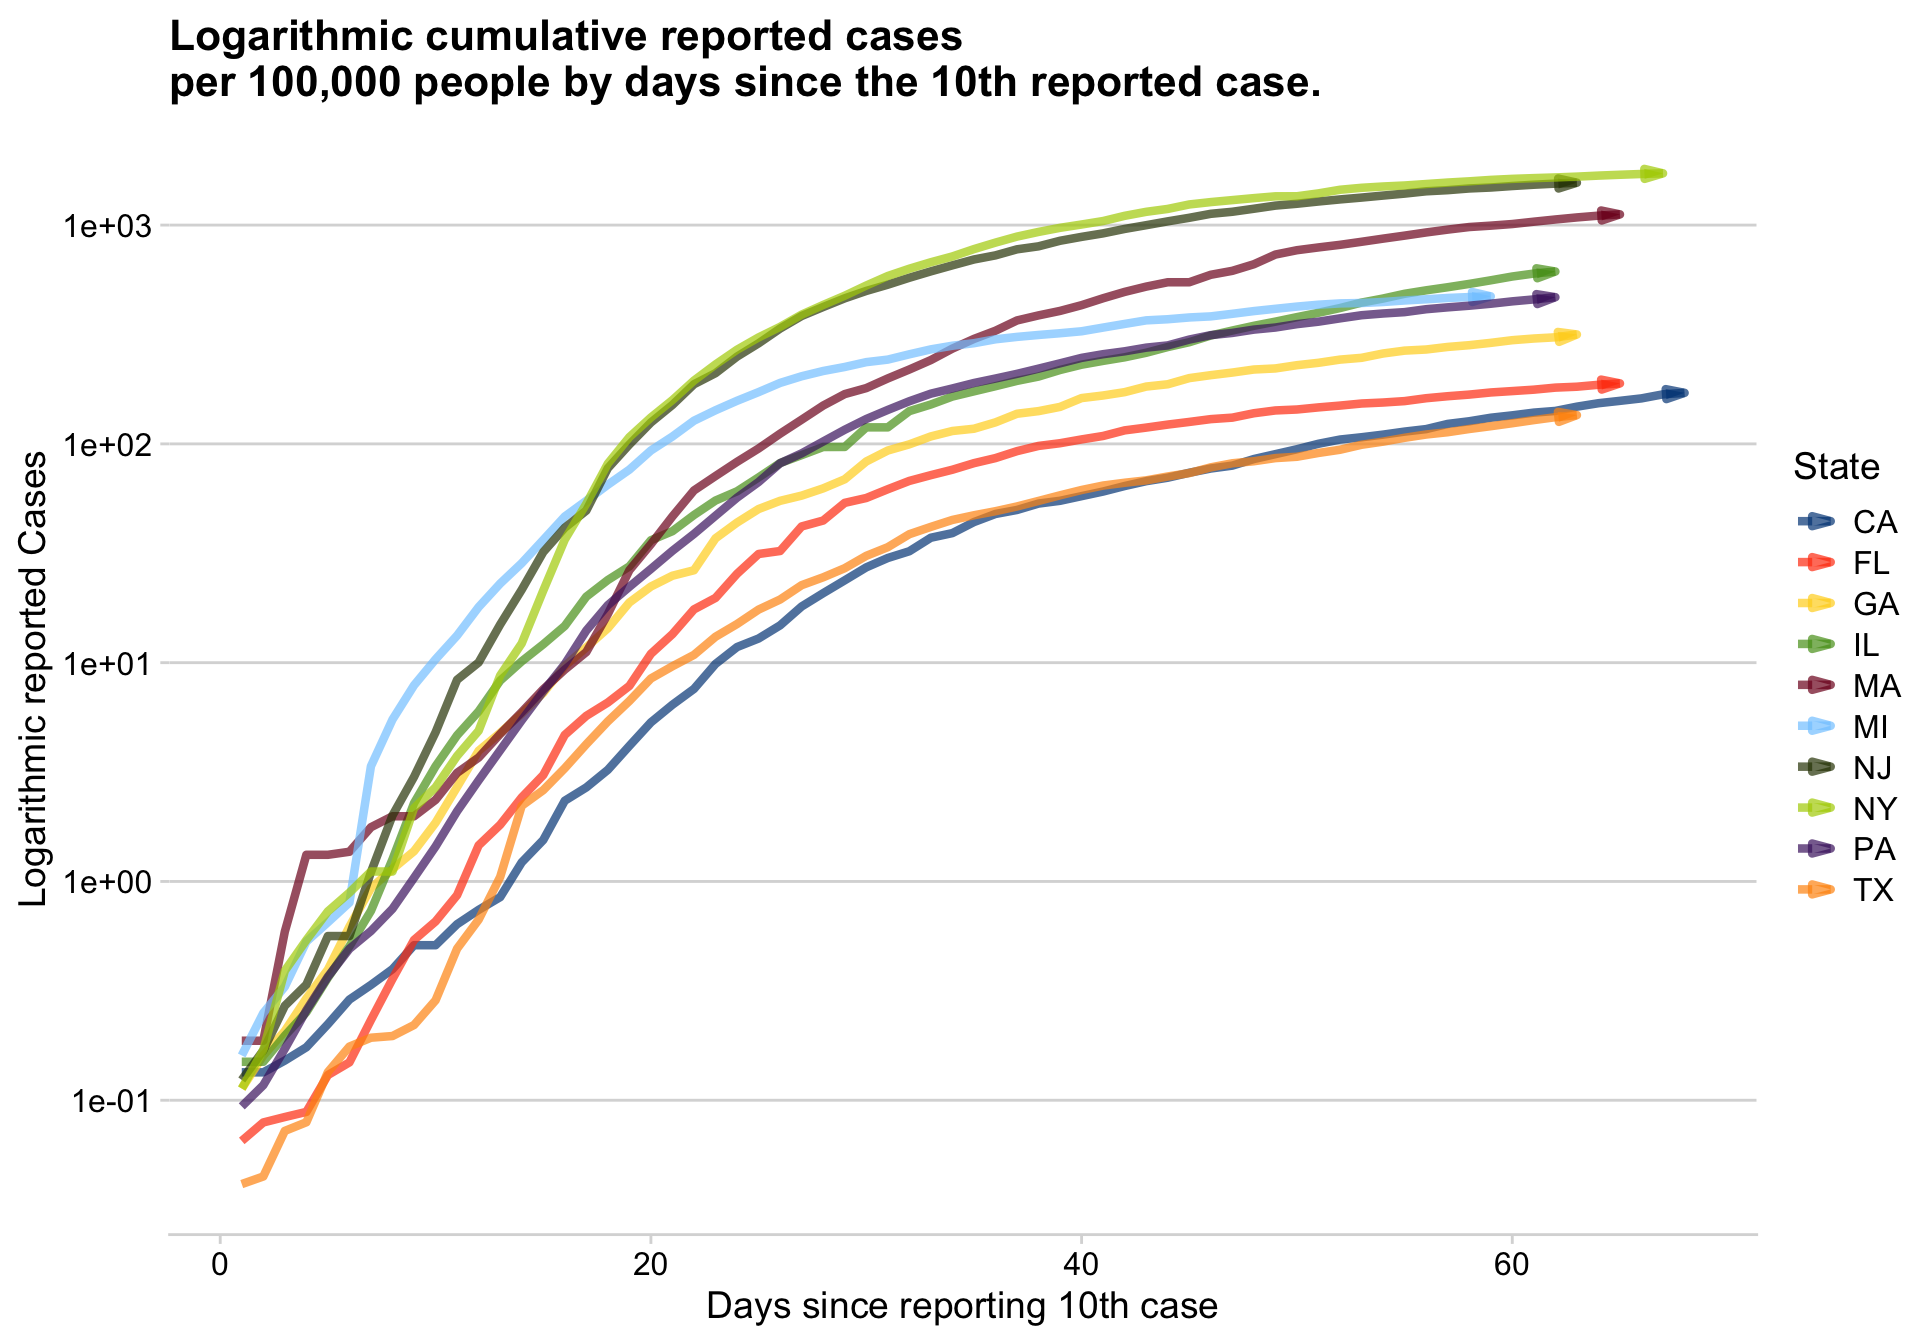 Logarithmic cumulative reported cases
per 100,000 people by days since the 10th reported case.
Logarithmic reported Cases
1e+03
1e+02
1e+01
1e+00
1e-01
0
20
40
60
Days since reporting 10th case
State
CA
FL
GA
IL
MA
MI
NJ
NY
PA
TX